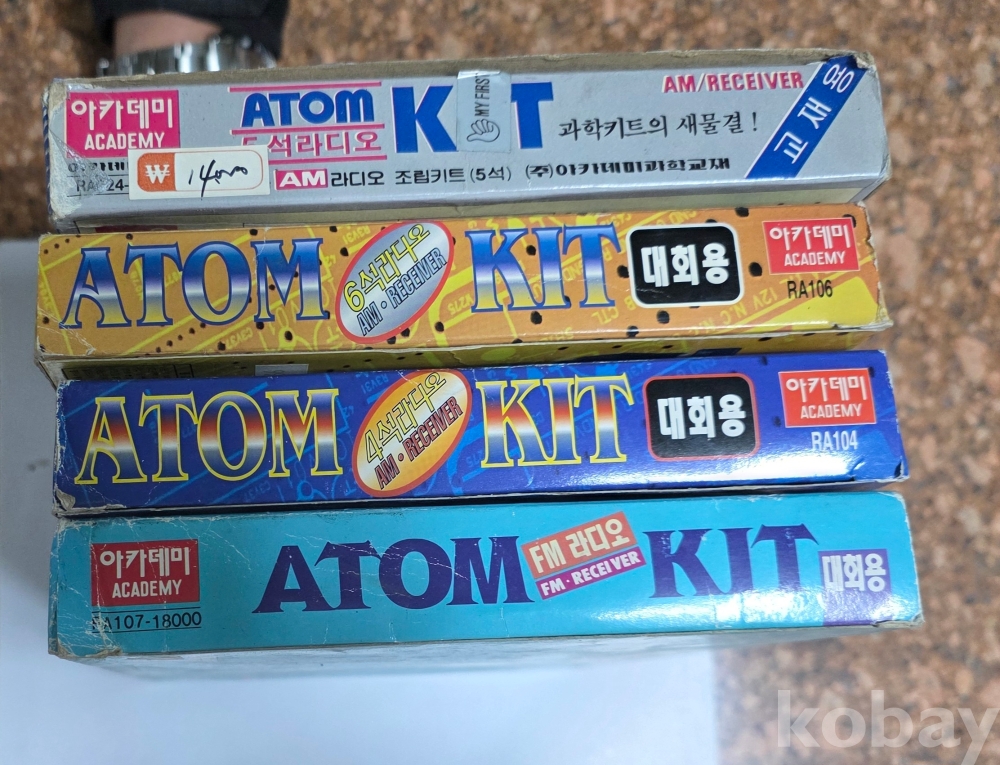 아카데미
ACADEMY
ATOM
5석라디오
KIT
MY FIRST
AM/RECEIVER
과학키트의 새물결!
교재용
₩ 14000
AM 라디오 조립키트 (5석) (주)아카데미과학교재
ATOM
6석라디오
AM·RECEIVER
KIT
대회용
아카데미
ACADEMY
RA106
ATOM
4석라디오
AM·RECEIVER
KIT
대회용
아카데미
ACADEMY
RA104
아카데미
ACADEMY
RA107-18000
ATOM
FM 라디오
FM·RECEIVER
KIT
대회용
kobay